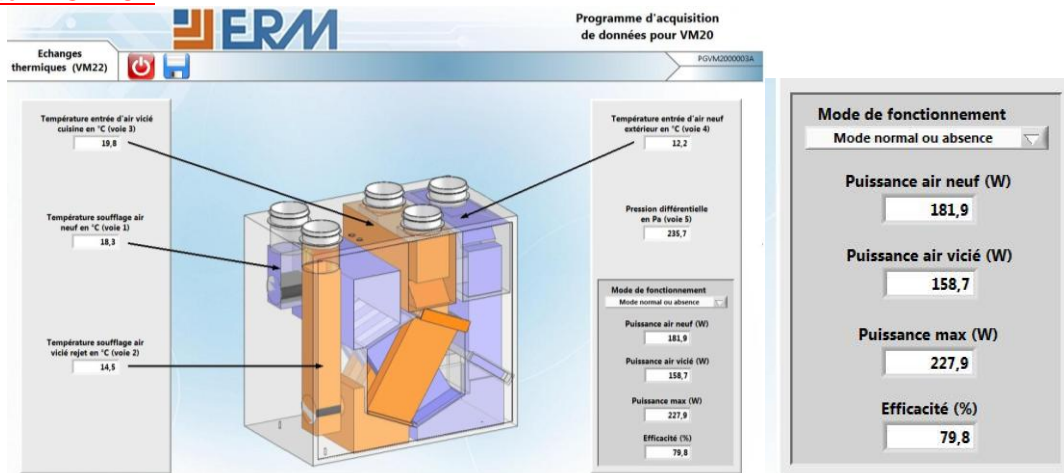 ERM
Programme d'acquisition
de données pour VM20
Echanges
thermiques (VM22)
PGVM2000003A
Température entrée d'air vicié
cuisine en °C (voie 3)
19,8
Température soufflage air
neuf en °C (voie 1)
18,3
Température soufflage air
vicié rejet en °C (voie 2)
14,5
Température entrée d'air neuf
extérieur en °C (voie 4)
12,2
Pression différentielle
en Pa (voie 5)
235,7
Mode de fonctionnement
Mode normal ou absence
Puissance air neuf (W)
181,9
Puissance air vicié (W)
158,7
Puissance max (W)
227,9
Efficacité (%)
79,8
Mode de fonctionnement
Mode normal ou absence
Puissance air neuf (W)
181,9
Puissance air vicié (W)
158,7
Puissance max (W)
227,9
Efficacité (%)
79,8